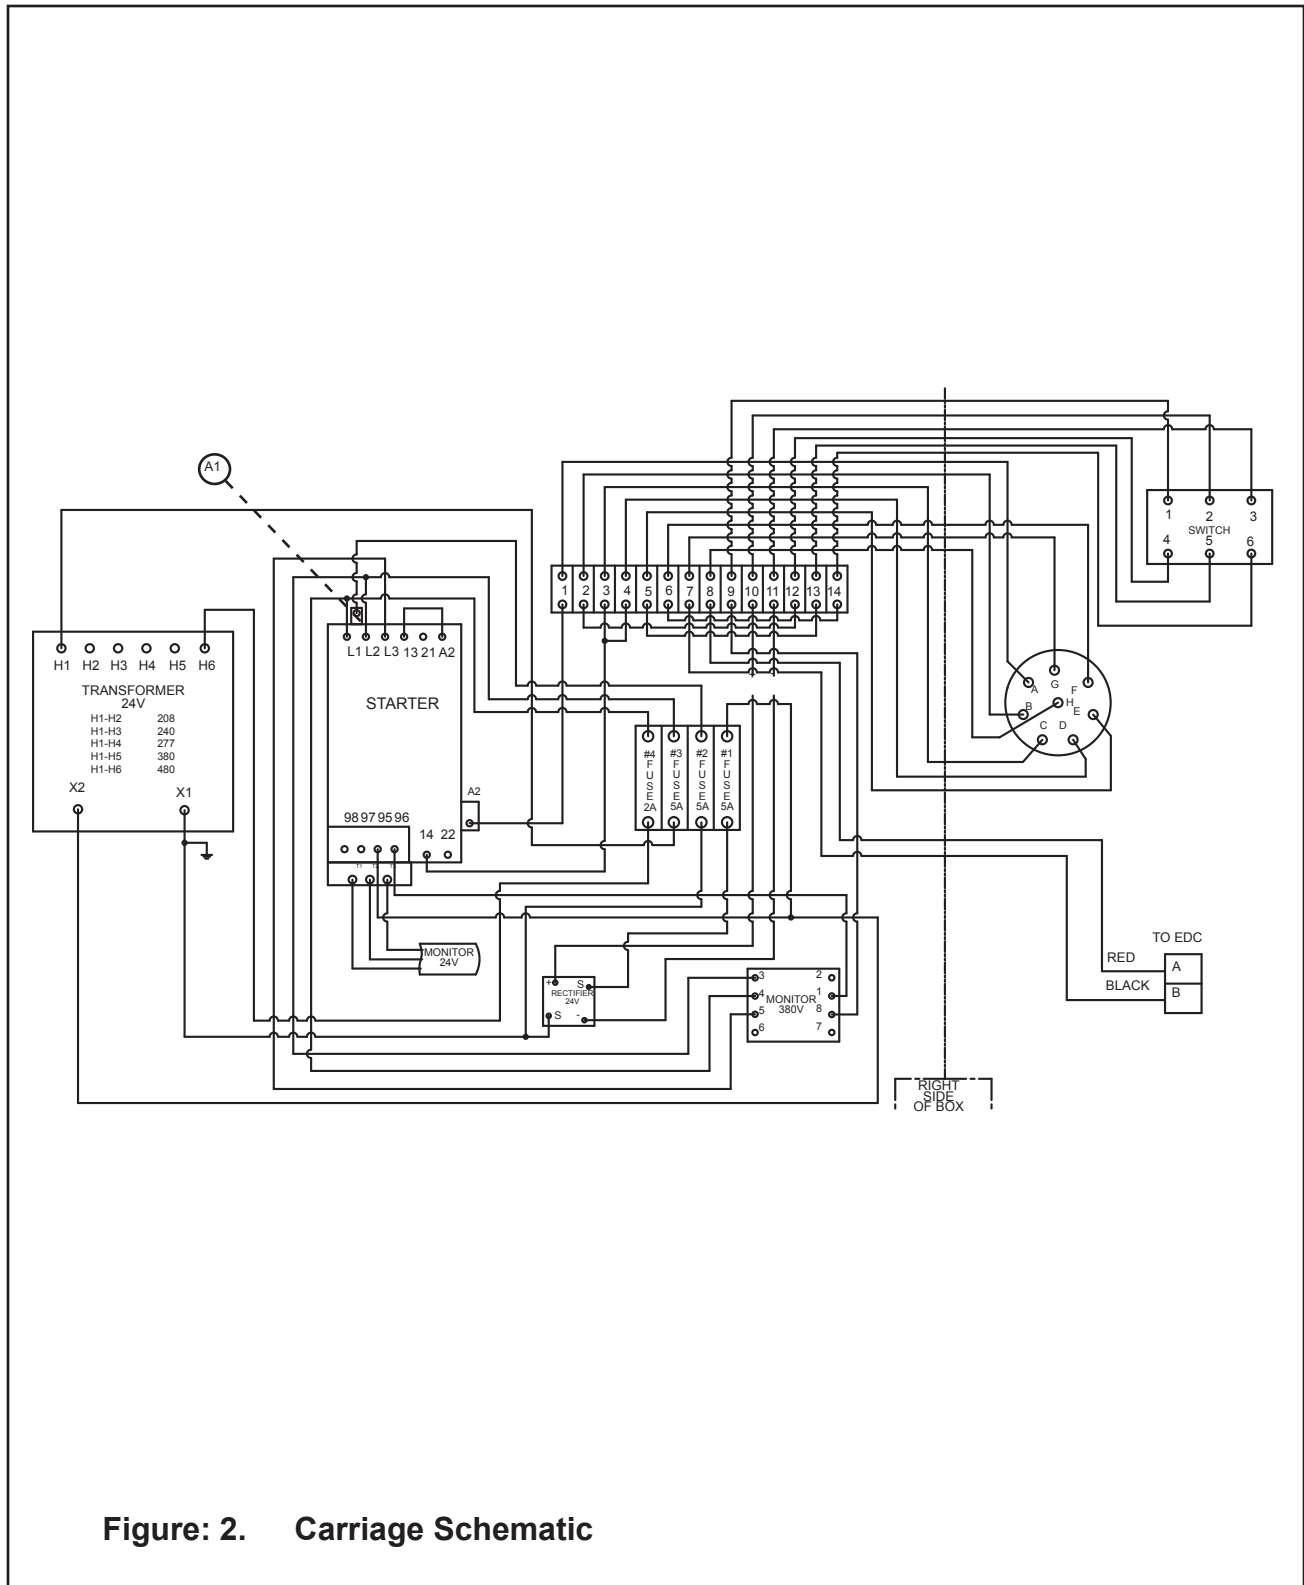 A1
1 2 3
SWITCH
4 5 6
1 2 3 4 5 6 7 8 9 10 11 12 13 14
H1 H2 H3 H4 H5 H6
TRANSFORMER
24V
H1-H2 208
H1-H3 240
H1-H4 277
H1-H5 380
H1-H6 480
X2 X1
L1 L2 L3 13 21 A2
STARTER
A2
98 97 95 96
14 22
T1
MONITOR
24V
#4 FUSE 2A
#3 FUSE 5A
#2 FUSE 5A
#1 FUSE 5A
A G F
B H E
C D
+ S
RECTIFIER
24V
S -
3 2
4 1
MONITOR
380V
5 8
6 7
TO EDC
RED A
BLACK B
RIGHT
SIDE
OF BOX
Figure: 2. Carriage Schematic